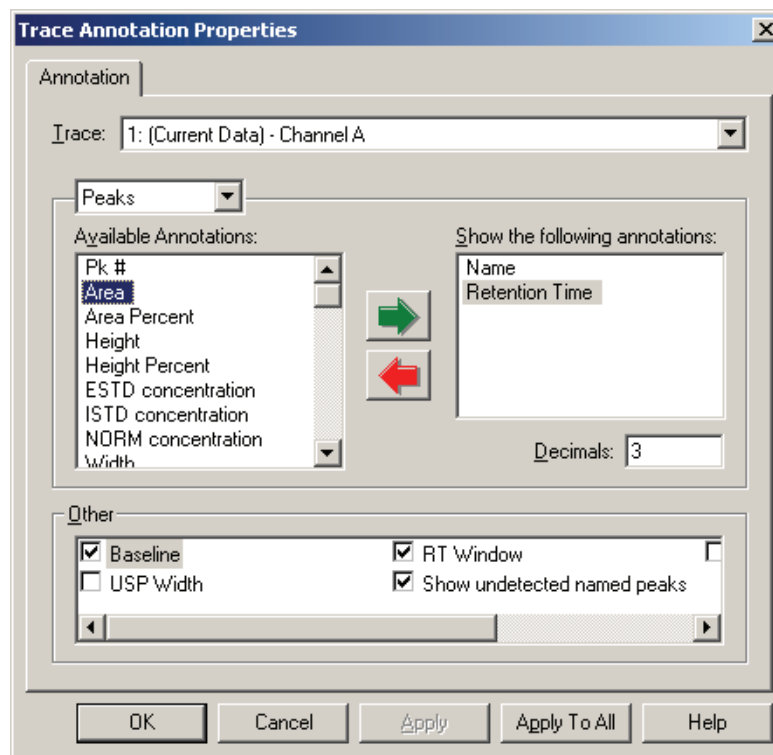 Trace Annotation Properties
Annotation
Trace: 1: (Current Data) - Channel A
Peaks
Available Annotations:
Pk #
Area
Area Percent
Height
Height Percent
ESTD concentration
ISTD concentration
NORM concentration
Width
Show the following annotations:
Name
Retention Time
Decimals: 3
Other
Baseline
RT Window
USP Width
Show undetected named peaks
OK Cancel Apply Apply To All Help